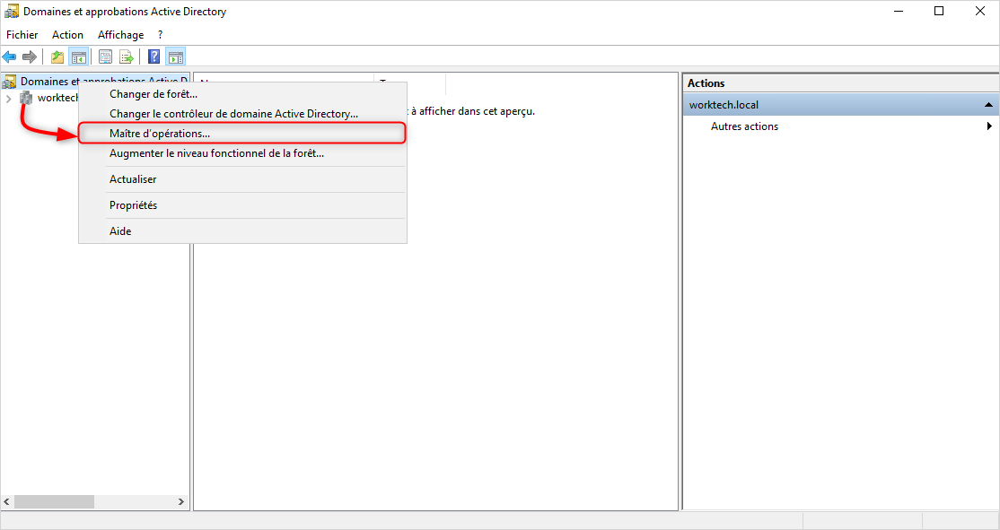 Domaines et approbations Active Directory
Fichier Action Affichage ?
Domaines et approbations Active D
worktech
Changer de forêt...
Changer le contrôleur de domaine Active Directory...
Maître d'opérations...
Augmenter le niveau fonctionnel de la forêt...
Actualiser
Propriétés
Aide
à afficher dans cet aperçu.
Actions
worktech.local
Autres actions